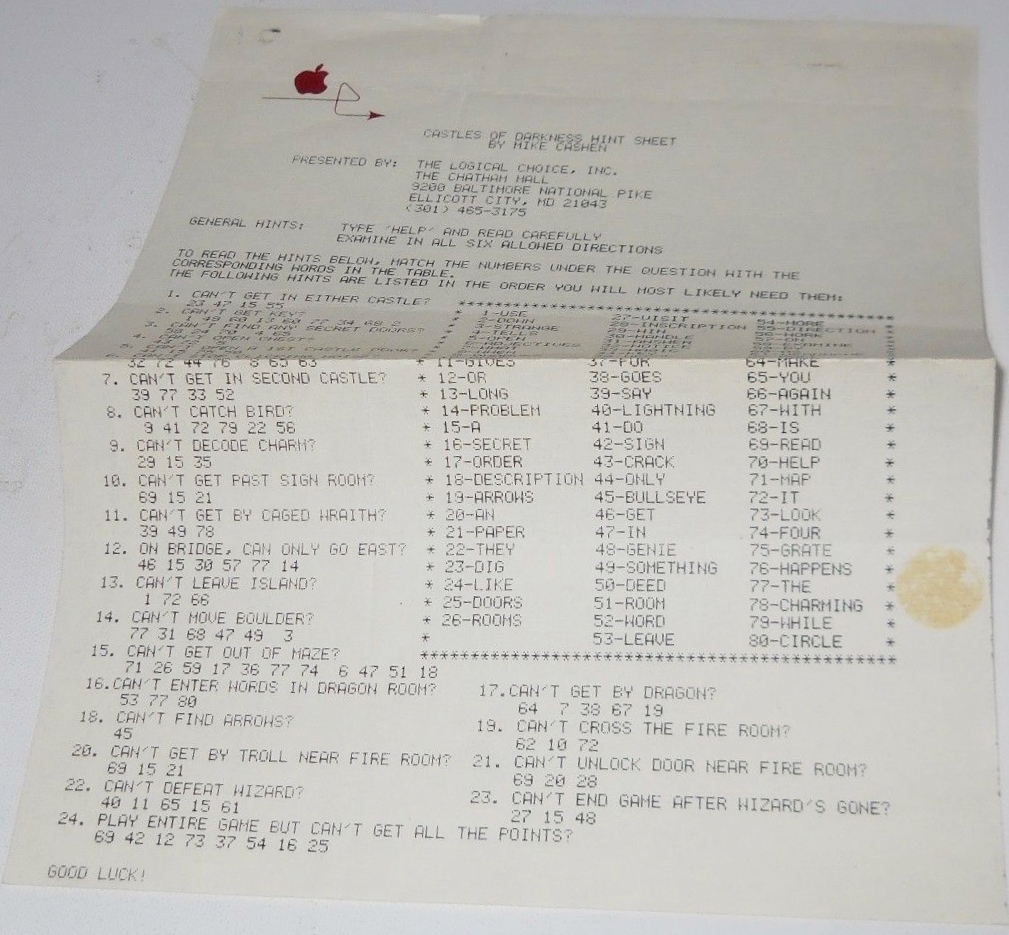 CASTLES OF DARKNESS HINT SHEET
BY MIKE CASHEN
PRESENTED BY: THE LOGICAL CHOICE, INC.
THE CHATHAM MALL
9200 BALTIMORE NATIONAL PIKE
ELLICOTT CITY, MD 21043
(301) 465-3175
GENERAL HINTS: TYPE 'HELP' AND READ CAREFULLY
EXAMINE IN ALL SIX ALLOWED DIRECTIONS
TO READ THE HINTS BELOW, MATCH THE NUMBERS UNDER THE QUESTION WITH THE
CORRESPONDING WORDS IN THE TABLE.
THE FOLLOWING HINTS ARE LISTED IN THE ORDER YOU WILL MOST LIKELY NEED THEM:
1. CAN'T GET IN EITHER CASTLE? ******************************************
23 47 15 55 * 1-USE 27-VISIT 54-MORE *
2. CAN'T GET KEY? * 2-DOWN 28-INSCRIPTION 55-DIRECTION *
* 3-STRANGE 29-WIN *
3. CAN'T FIND ANY SECRET DOORS? * 4-TELLS 30-HANDLE *
* 5-OPEN
32 72 44 76 8 65 63 * 11-GIVES 37-FOR 64-MAKE *
7. CAN'T GET IN SECOND CASTLE? * 12-OR 38-GOES 65-YOU *
39 77 33 52 * 13-LONG 39-SAY 66-AGAIN *
8. CAN'T CATCH BIRD? * 14-PROBLEM 40-LIGHTNING 67-WITH *
9 41 72 79 22 56 * 15-A 41-DO 68-IS *
9. CAN'T DECODE CHARM? * 16-SECRET 42-SIGN 69-READ *
29 15 35 * 17-ORDER 43-CRACK 70-HELP *
10. CAN'T GET PAST SIGN ROOM? * 18-DESCRIPTION 44-ONLY 71-MAP *
69 15 21 * 19-ARROWS 45-BULLSEYE 72-IT *
11. CAN'T GET BY CAGED WRAITH? * 20-AN 46-GET 73-LOOK *
39 49 78 * 21-PAPER 47-IN 74-FOUR *
12. ON BRIDGE, CAN ONLY GO EAST? * 22-THEY 48-GENIE 75-GRATE *
46 15 30 57 77 14 * 23-DIG 49-SOMETHING 76-HAPPENS *
13. CAN'T LEAVE ISLAND? * 24-LIKE 50-DEED 77-THE *
1 72 66 * 25-DOORS 51-ROOM 78-CHARMING *
14. CAN'T MOVE BOULDER? * 26-ROOMS 52-WORD 79-WHILE *
77 31 68 47 49 3 * 53-LEAVE 80-CIRCLE *
15. CAN'T GET OUT OF MAZE? ******************************************
71 26 59 17 36 77 74 6 47 51 18
16.CAN'T ENTER WORDS IN DRAGON ROOM? 17.CAN'T GET BY DRAGON?
53 77 80 64 7 38 67 19
18. CAN'T FIND ARROWS? 19. CAN'T CROSS THE FIRE ROOM?
45 62 10 72
20. CAN'T GET BY TROLL NEAR FIRE ROOM? 21. CAN'T UNLOCK DOOR NEAR FIRE ROOM?
69 15 21 69 20 28
22. CAN'T DEFEAT WIZARD? 23. CAN'T END GAME AFTER WIZARD'S GONE?
40 11 65 15 61 27 15 48
24. PLAY ENTIRE GAME BUT CAN'T GET ALL THE POINTS?
69 42 12 73 37 54 16 25
GOOD LUCK!